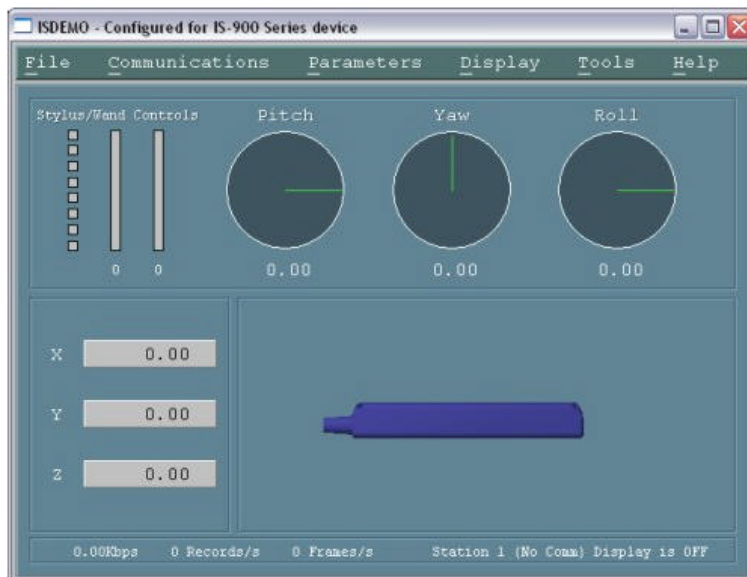 ISDEMO - Configured for IS-900 Series device
File Communications Parameters Display Tools Help
Stylus/Wand Controls Pitch Yaw Roll
0 0 0.00 0.00 0.00
X 0.00
Y 0.00
Z 0.00
0.00Kbps 0 Records/s 0 Frames/s Station 1 (No Comm) Display is OFF